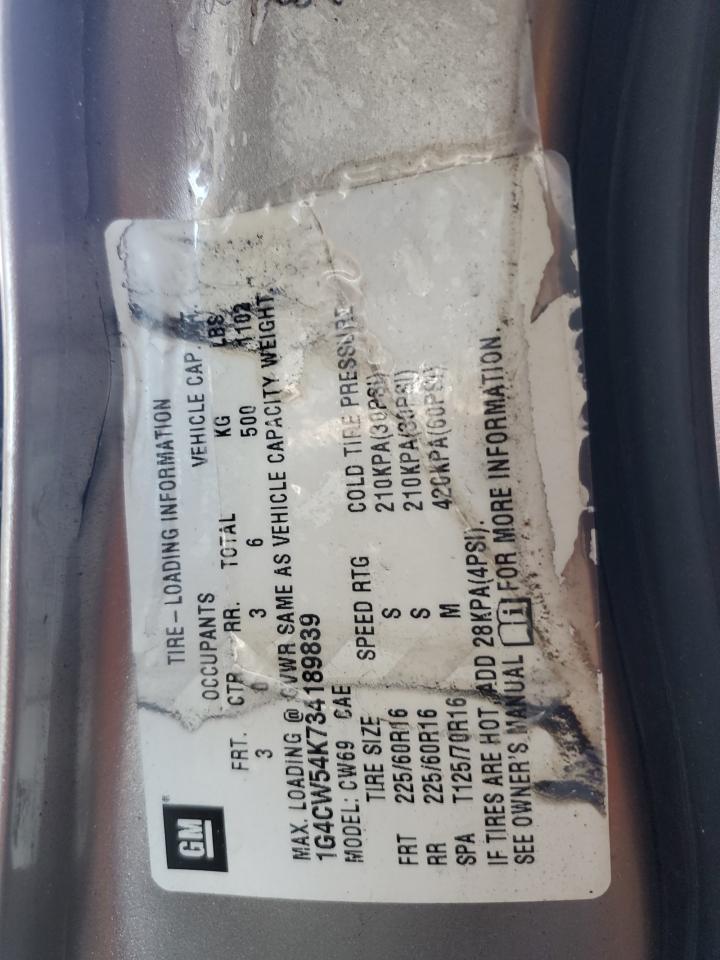 GM
TIRE-LOADING INFORMATION
OCCUPANTS VEHICLE CAP.
FRT. CTR RR. TOTAL KG LBS
3 0 3 6 500 1102
MAX. LOADING @ GVWR SAME AS VEHICLE CAPACITY WEIGHT.
1G4CW54K734189839
MODEL: CW69 CAE
TIRE SIZE SPEED RTG COLD TIRE PRESSURE
FRT 225/60R16 S 210KPA(30PSI)
RR 225/60R16 S 210KPA(30PSI)
SPA T125/70R16 M 420KPA(60PSI)
IF TIRES ARE HOT ADD 28KPA(4PSI).
SEE OWNER'S MANUAL FOR MORE INFORMATION.